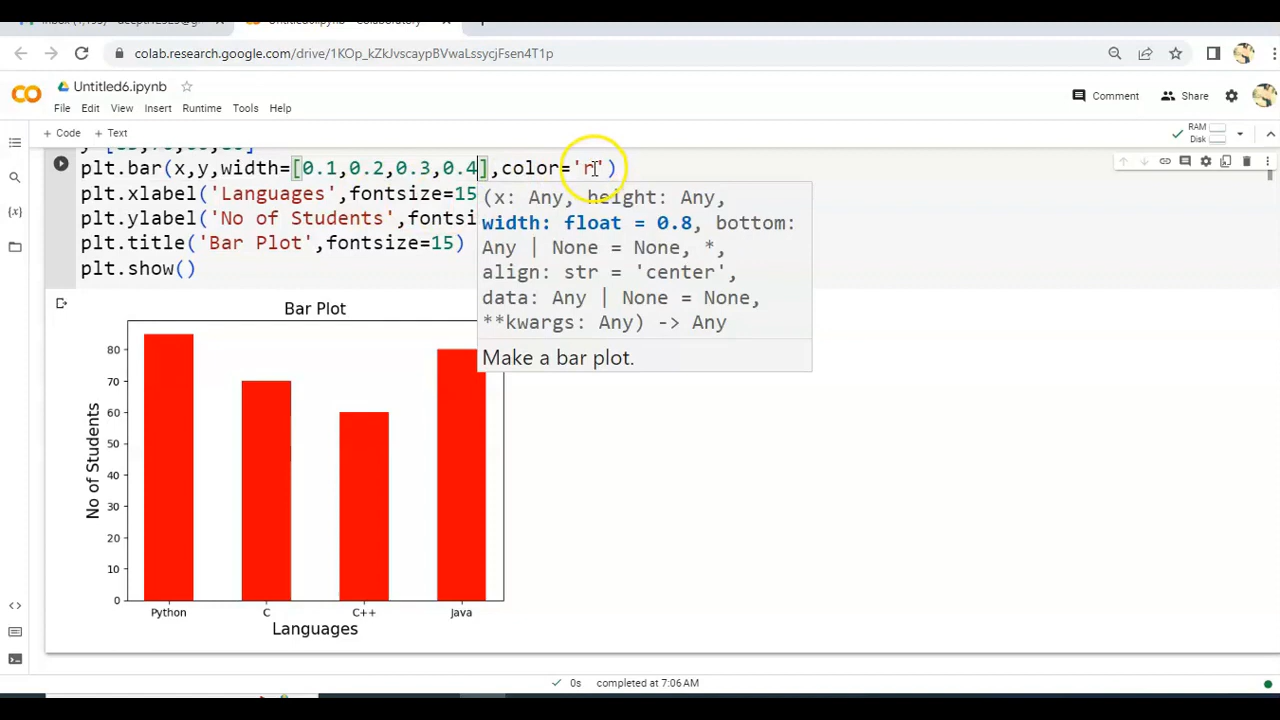 colab.research.google.com/drive/1KOp_kZkJvscaypBVwaLssycjFsen4T1p
Untitled6.ipynb
Comment
Share
File Edit View Insert Runtime Tools Help
+ Code + Text
RAM
Disk
plt.bar(x,y,width=[0.1,0.2,0.3,0.4],color='r')
plt.xlabel('Languages',fontsize=15
plt.ylabel('No of Students',fontsi
plt.title('Bar Plot',fontsize=15)
plt.show()
(x: Any, height: Any,
width: float = 0.8, bottom:
Any | None = None, *,
align: str = 'center',
data: Any | None = None,
**kwargs: Any) -> Any
Make a bar plot.
Bar Plot
80
70
60
50
40
30
20
10
0
No of Students
Python C C++ Java
Languages
0s completed at 7:06 AM